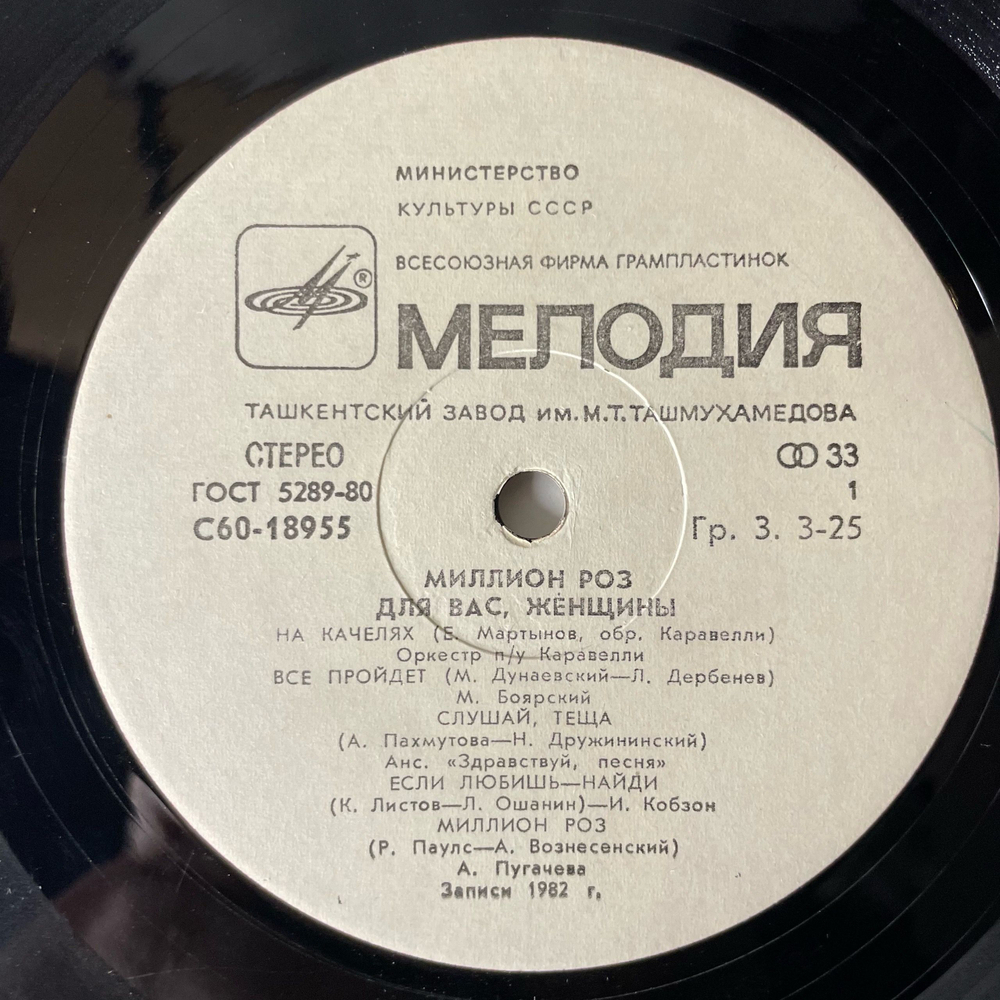 МИНИСТЕРСТВО
КУЛЬТУРЫ СССР
ВСЕСОЮЗНАЯ ФИРМА ГРАМПЛАСТИНОК
®
МЕЛОДИЯ
ТАШКЕНТСКИЙ ЗАВОД ИМ. М.Т. ТАШМУХАМЕДОВА
СТЕРЕО 33
ГОСТ 5289-80 1
С60-18955 Гр. 3. 3-25
МИЛЛИОН РОЗ
ДЛЯ ВАС, ЖЕНЩИНЫ
НА КАЧЕЛЯХ (Е. Мартынов, обр. Каравелли)
Оркестр п/у Каравелли
ВСЕ ПРОЙДЕТ (М. Дунаевский—Л. Дербенев)
М. Боярский
СЛУШАЙ, ТЕЩА
(А. Пахмутова—Н. Дружининский)
Анс. «Здравствуй, песня»
ЕСЛИ ЛЮБИШЬ—НАЙДИ
(К. Листов—Л. Ошанин)—И. Кобзон
МИЛЛИОН РОЗ
(Р. Паулс—А. Вознесенский)
А. Пугачева
Записи 1982 г.